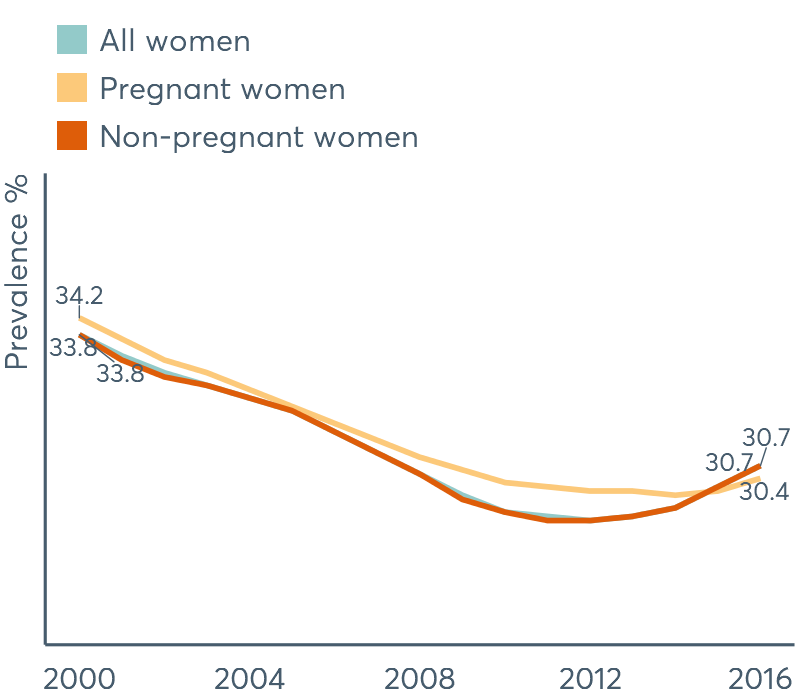 All women
Pregnant women
Non-pregnant women
Prevalence %
34.2
33.8
33.8
30.7
30.7
30.4
2000 2004 2008 2012 2016